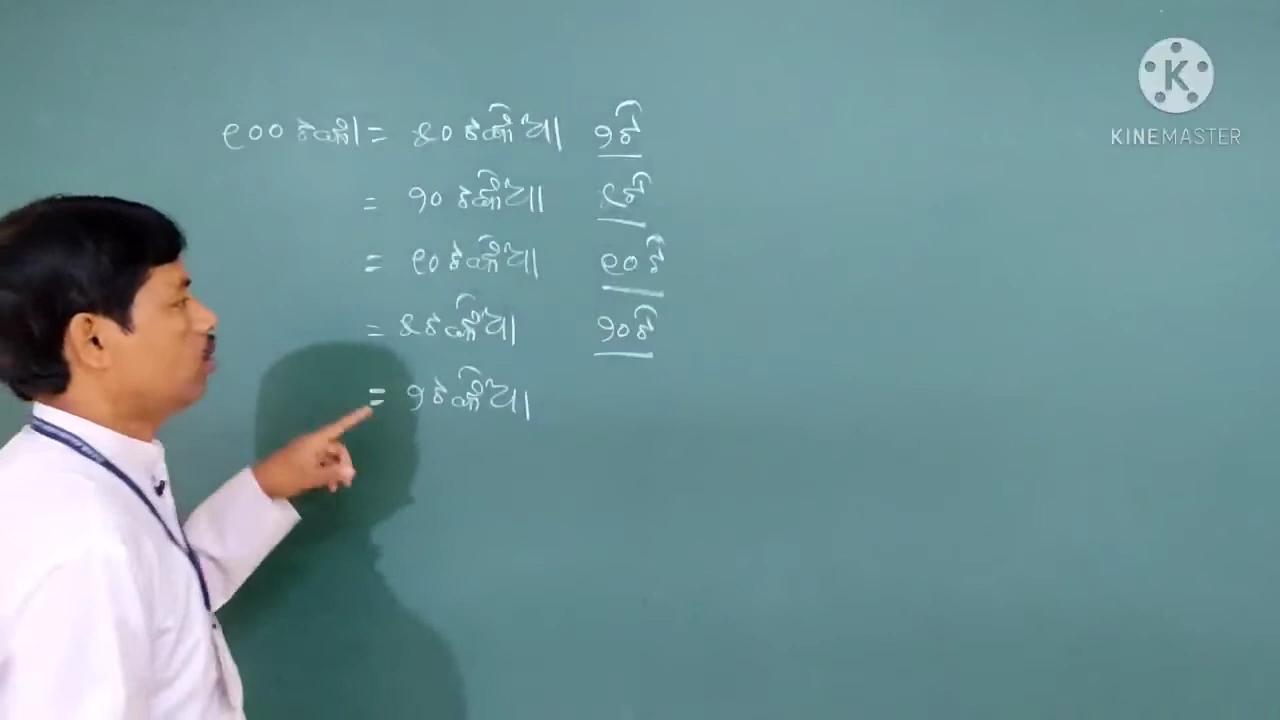 ୧୦୦ ଟଙ୍କା = ୫୦ ଟଙ୍କିଆ ୨ଟି
= ୨୦ ଟଙ୍କିଆ ୫ଟି
= ୧୦ ଟଙ୍କିଆ ୧୦ଟି
= ୫ ଟଙ୍କିଆ ୨୦ଟି
= ୨ ଟଙ୍କିଆ
K
KINEMASTER